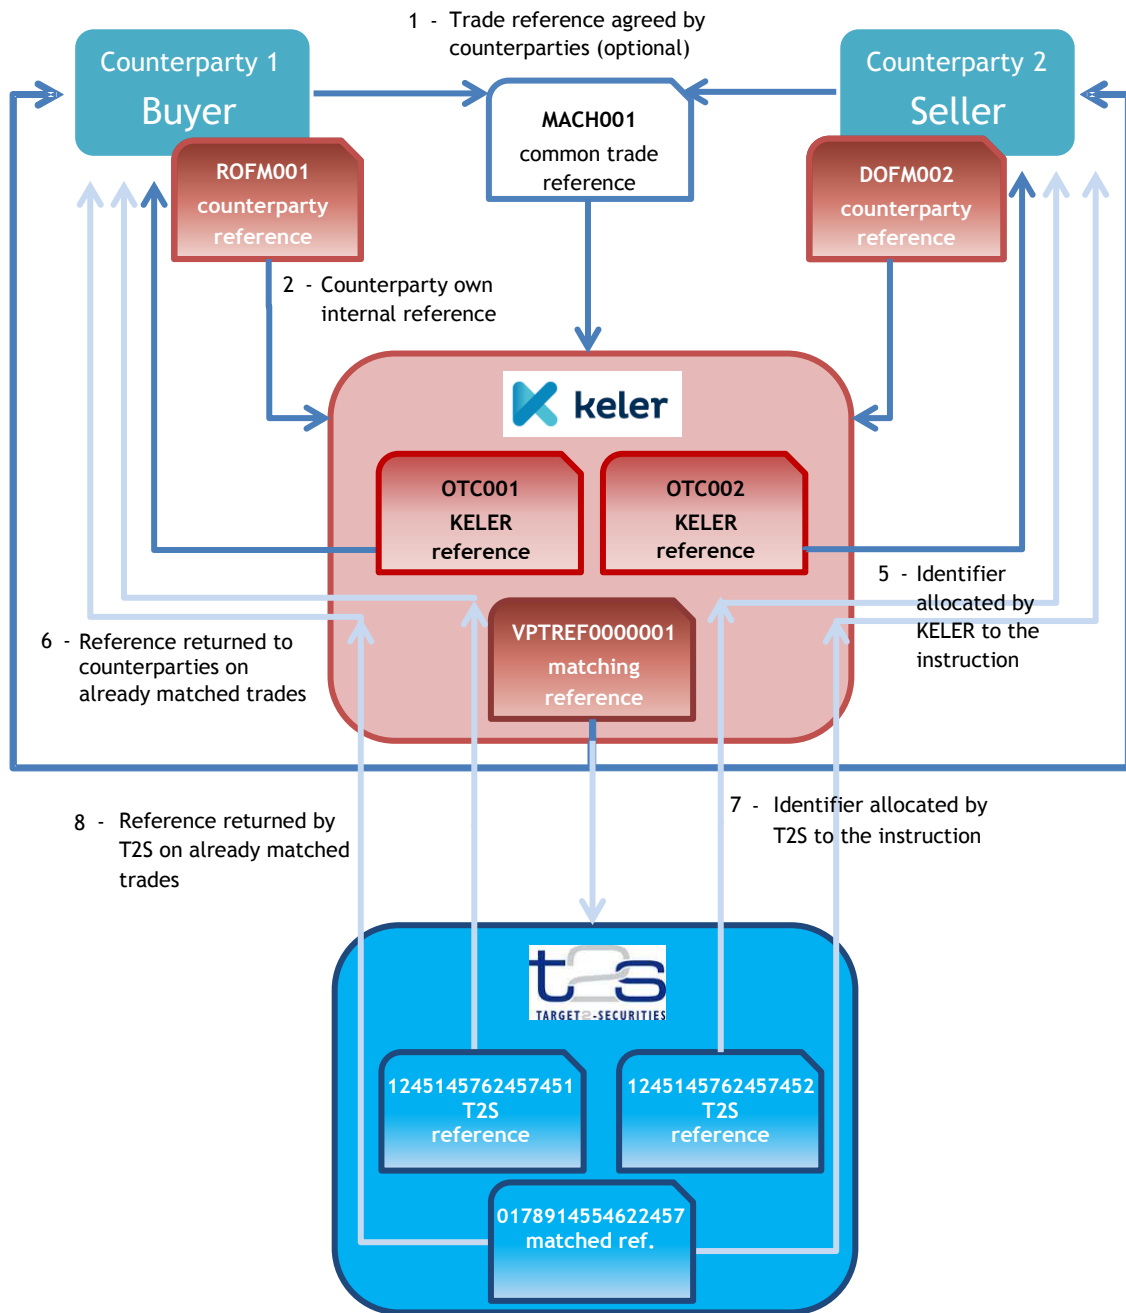 1 - Trade reference agreed by
counterparties (optional)
Counterparty 1
Buyer
Counterparty 2
Seller
MACH001
common trade
reference
ROFM001
counterparty
reference
DOFM002
counterparty
reference
2 - Counterparty own
internal reference
keler
OTC001
KELER
reference
OTC002
KELER
reference
5 - Identifier
allocated by
KELER to the
instruction
VPTREF0000001
matching
reference
6 - Reference returned to
counterparties on
already matched trades
7 - Identifier allocated by
T2S to the instruction
8 - Reference returned by
T2S on already matched
trades
t2s
TARGET2-SECURITIES
1245145762457451
T2S
reference
1245145762457452
T2S
reference
0178914554622457
matched ref.